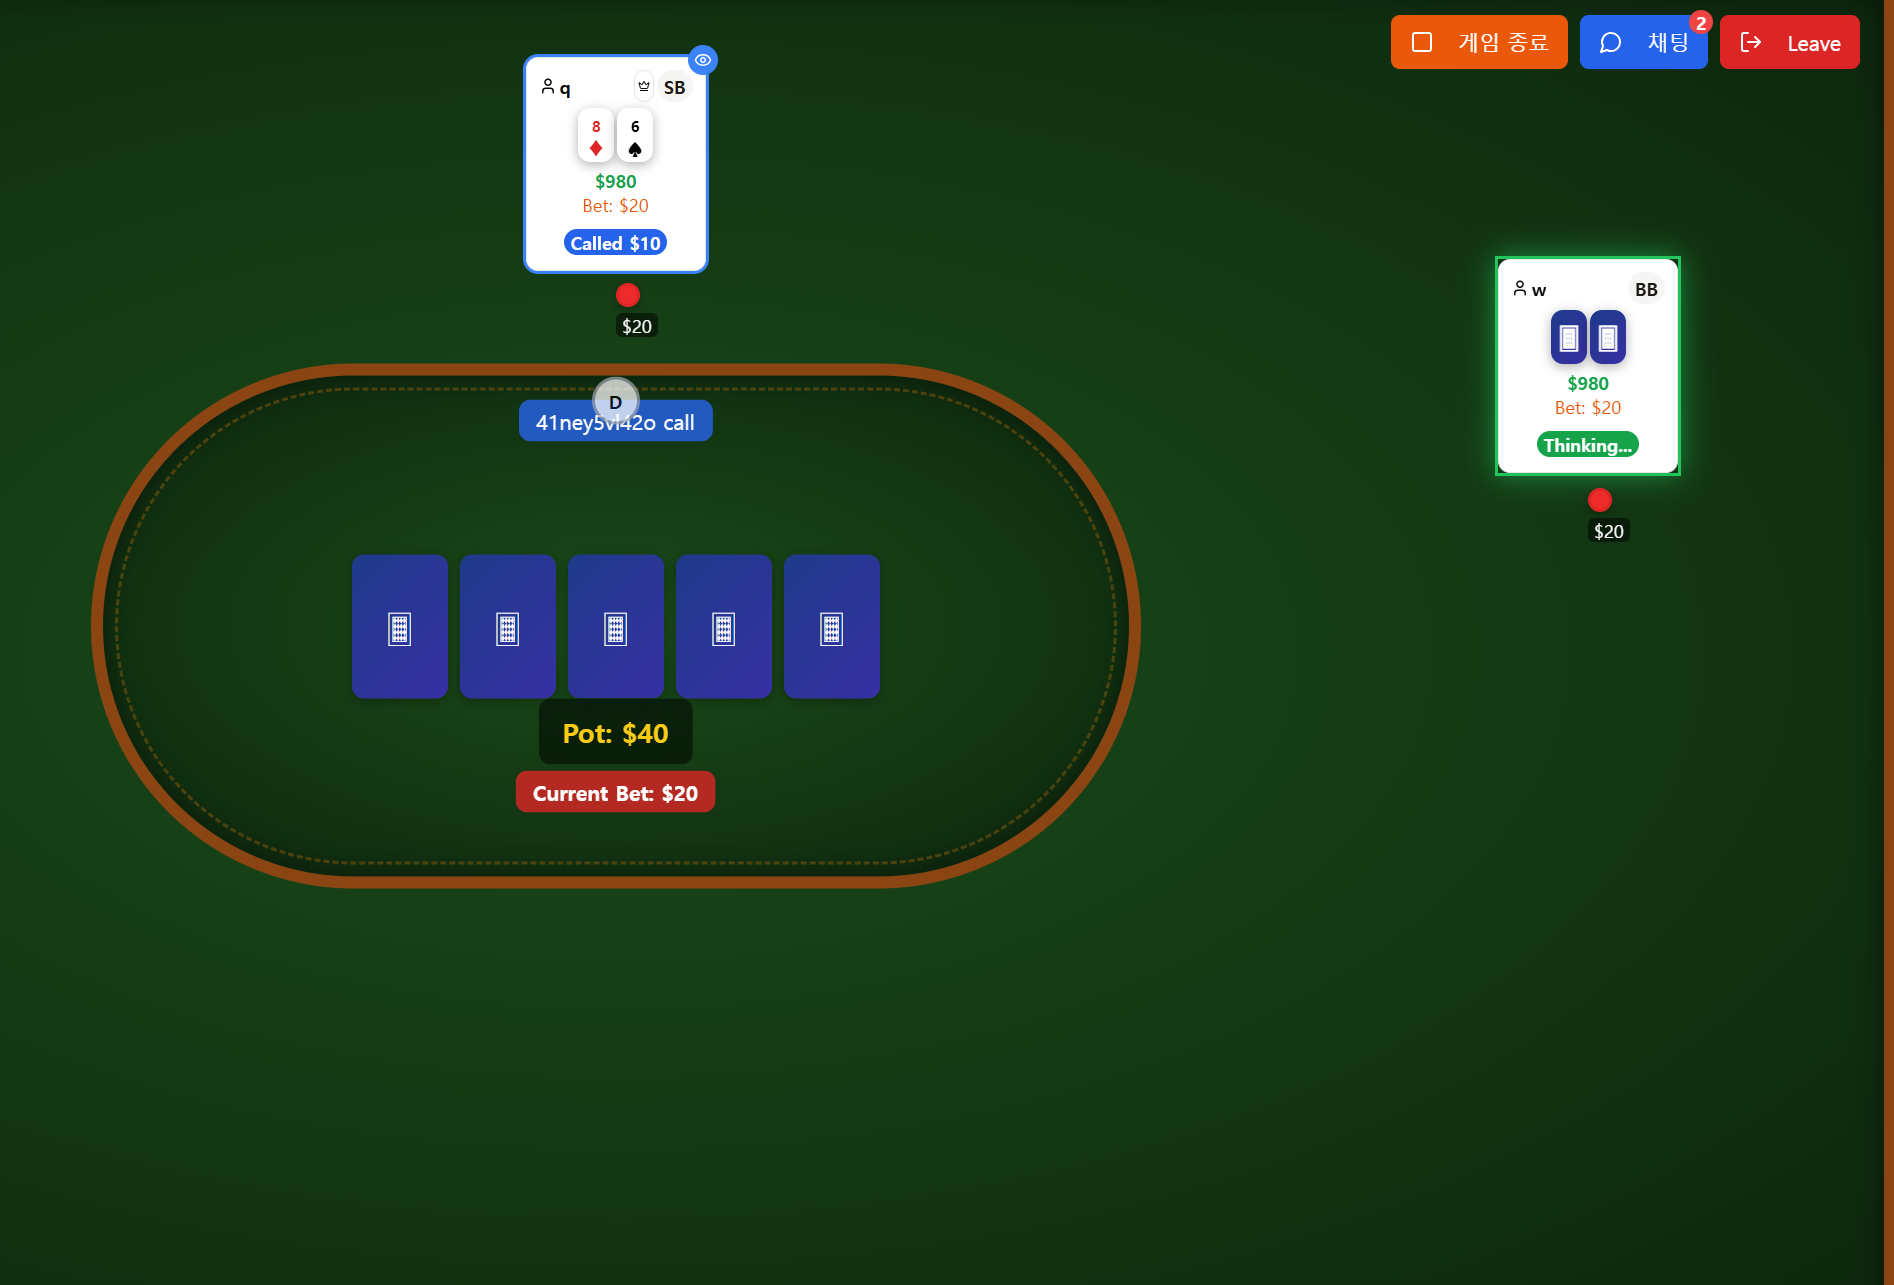 게임 종료
채팅
2
Leave
q
SB
8
6
$980
Bet: $20
Called $10
$20
w
BB
$980
Bet: $20
Thinking...
$20
D
call
Pot: $40
Current Bet: $20